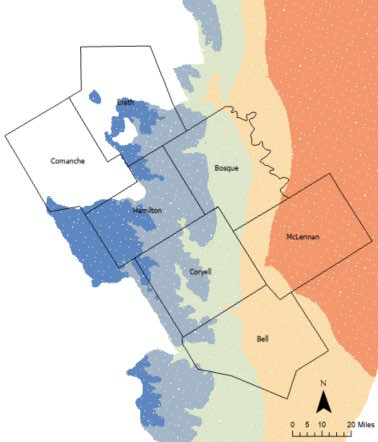 Erath
Comanche
Bosque
Hamilton
McLennan
Coryell
Bell
N
0 5 10 20 Miles